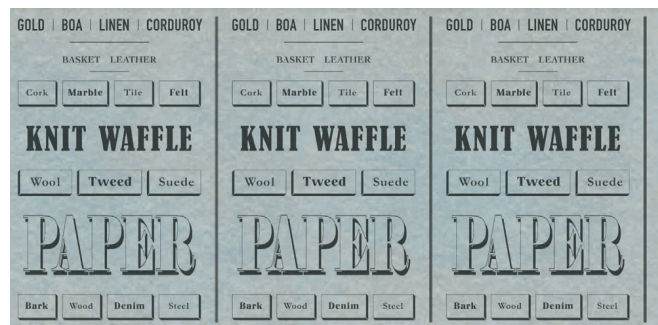 GOLD | BOA | LINEN | CORDUROY
BASKET LEATHER
Cork Marble Tile Felt
KNIT WAFFLE
Wool Tweed Suede
PAPER
Bark Wood Denim Steel
GOLD | BOA | LINEN | CORDUROY
BASKET LEATHER
Cork Marble Tile Felt
KNIT WAFFLE
Wool Tweed Suede
PAPER
Bark Wood Denim Steel
GOLD | BOA | LINEN | CORDUROY
BASKET LEATHER
Cork Marble Tile Felt
KNIT WAFFLE
Wool Tweed Suede
PAPER
Bark Wood Denim Steel